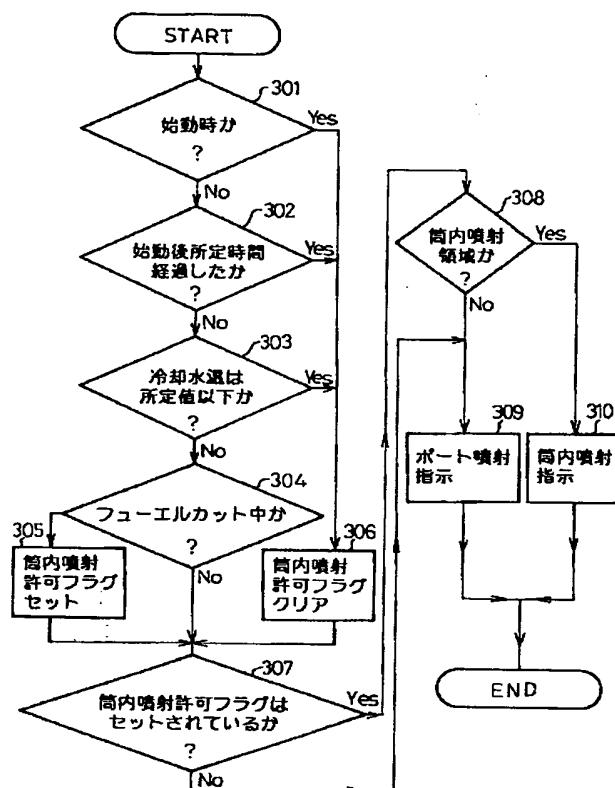 START
301
始動時か
?
Yes
No
302
始動後所定時間
経過したか
?
Yes
No
303
冷却水温は
所定値以下か
?
Yes
No
304
フューエルカット中か
?
No
305
筒内噴射
許可フラグ
セット
306
筒内噴射
許可フラグ
クリア
307
筒内噴射許可フラグは
セットされているか
?
Yes
No
308
筒内噴射
領域か
?
Yes
No
309
ポート噴射
指示
310
筒内噴射
指示
END